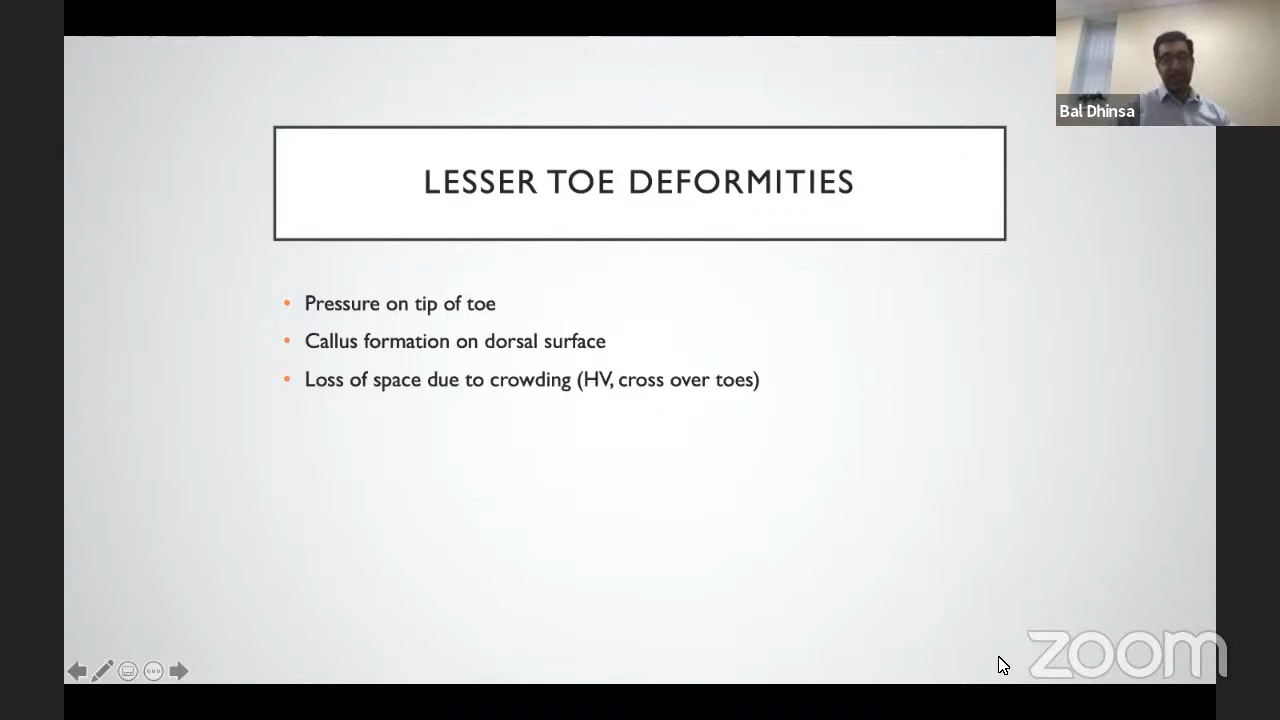 Bal Dhinsa
LESSER TOE DEFORMITIES
• Pressure on tip of toe
• Callus formation on dorsal surface
• Loss of space due to crowding (HV, cross over toes)
zoom